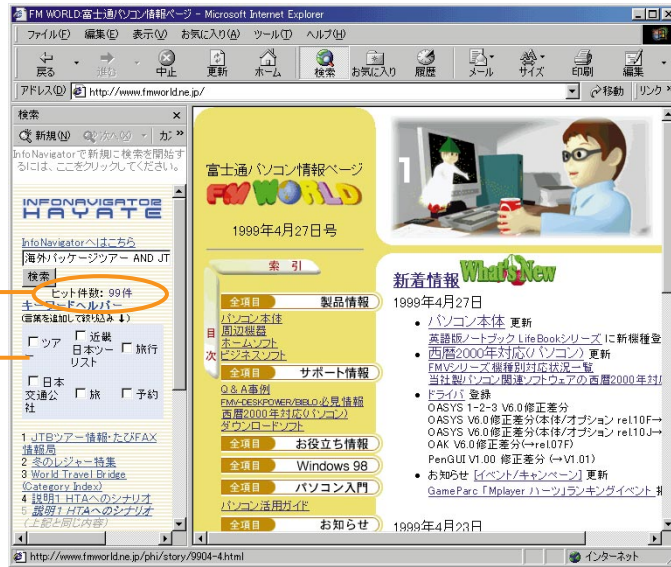 FM WORLD:富士通パソコン情報ページ - Microsoft Internet Explorer
ファイル(F) 編集(E) 表示(V) お気に入り(A) ツール(T) ヘルプ(H)
戻る 進む 中止 更新 ホーム 検索 お気に入り 履歴 メール サイズ 印刷 編集
アドレス(D) http://www.fmworld.ne.jp/ 移動 リンク
検索
新規(N) 次へ(X) カ
InfoNavigatorで新規に検索を開始するには、ここをクリックしてください。
INFONAVIGATOR
HAYATE
InfoNavigatorへはこちら
海外パッケージツアー AND JT
検索
ヒット件数: 99件
キーワードヘルパー
(言葉を追加して絞り込み ↓)
ツアー 近畿日本ツーリスト 旅行
日本交通公社 旅 予約
1 JTBツアー情報・たびFAX情報局
2 冬のレジャー特集
3 World Travel Bridge (Category Index)
4 説明1 HTAへのシナリオ
5 説明1 HTAへのシナリオ
(上記と同じ内容)
富士通パソコン情報ページ
FM WORLD
1999年4月27日号
索引
目次
全項目 製品情報
パソコン本体
周辺機器
ホームソフト
ビジネスソフト
全項目 サポート情報
Q&A事例
FMV-DESKPOWER/BIBLO必見情報
西暦2000年対応(パソコン)
ダウンロードソフト
全項目 お役立ち情報
全項目 Windows 98
全項目 パソコン入門
パソコン活用ガイド
全項目 お知らせ
1
新着情報 What's New
1999年4月27日
パソコン本体 更新
英語版ノートブック LifeBookシリーズ に新機種登
西暦2000年対応(パソコン) 更新
FMVシリーズ機種別対応状況一覧
当社製パソコン関連ソフトウェアの西暦2000年対
ドライバ 登録
OASYS 1-2-3 V6.0修正差分
OASYS V6.0修正差分(本体/オプション rel.10F→
OASYS V6.0修正差分(本体/オプション rel.10J→
OAK V6.0修正差分(→rel.07F)
PenGUI V1.00 修正差分 (→V1.01)
お知らせ [イベント/キャンペーン] 更新
GameParc「Mplayer ハーツ」ランキングイベント
1999年4月23日
http://www.fmworld.ne.jp/phi/story/9904-4.html インターネット